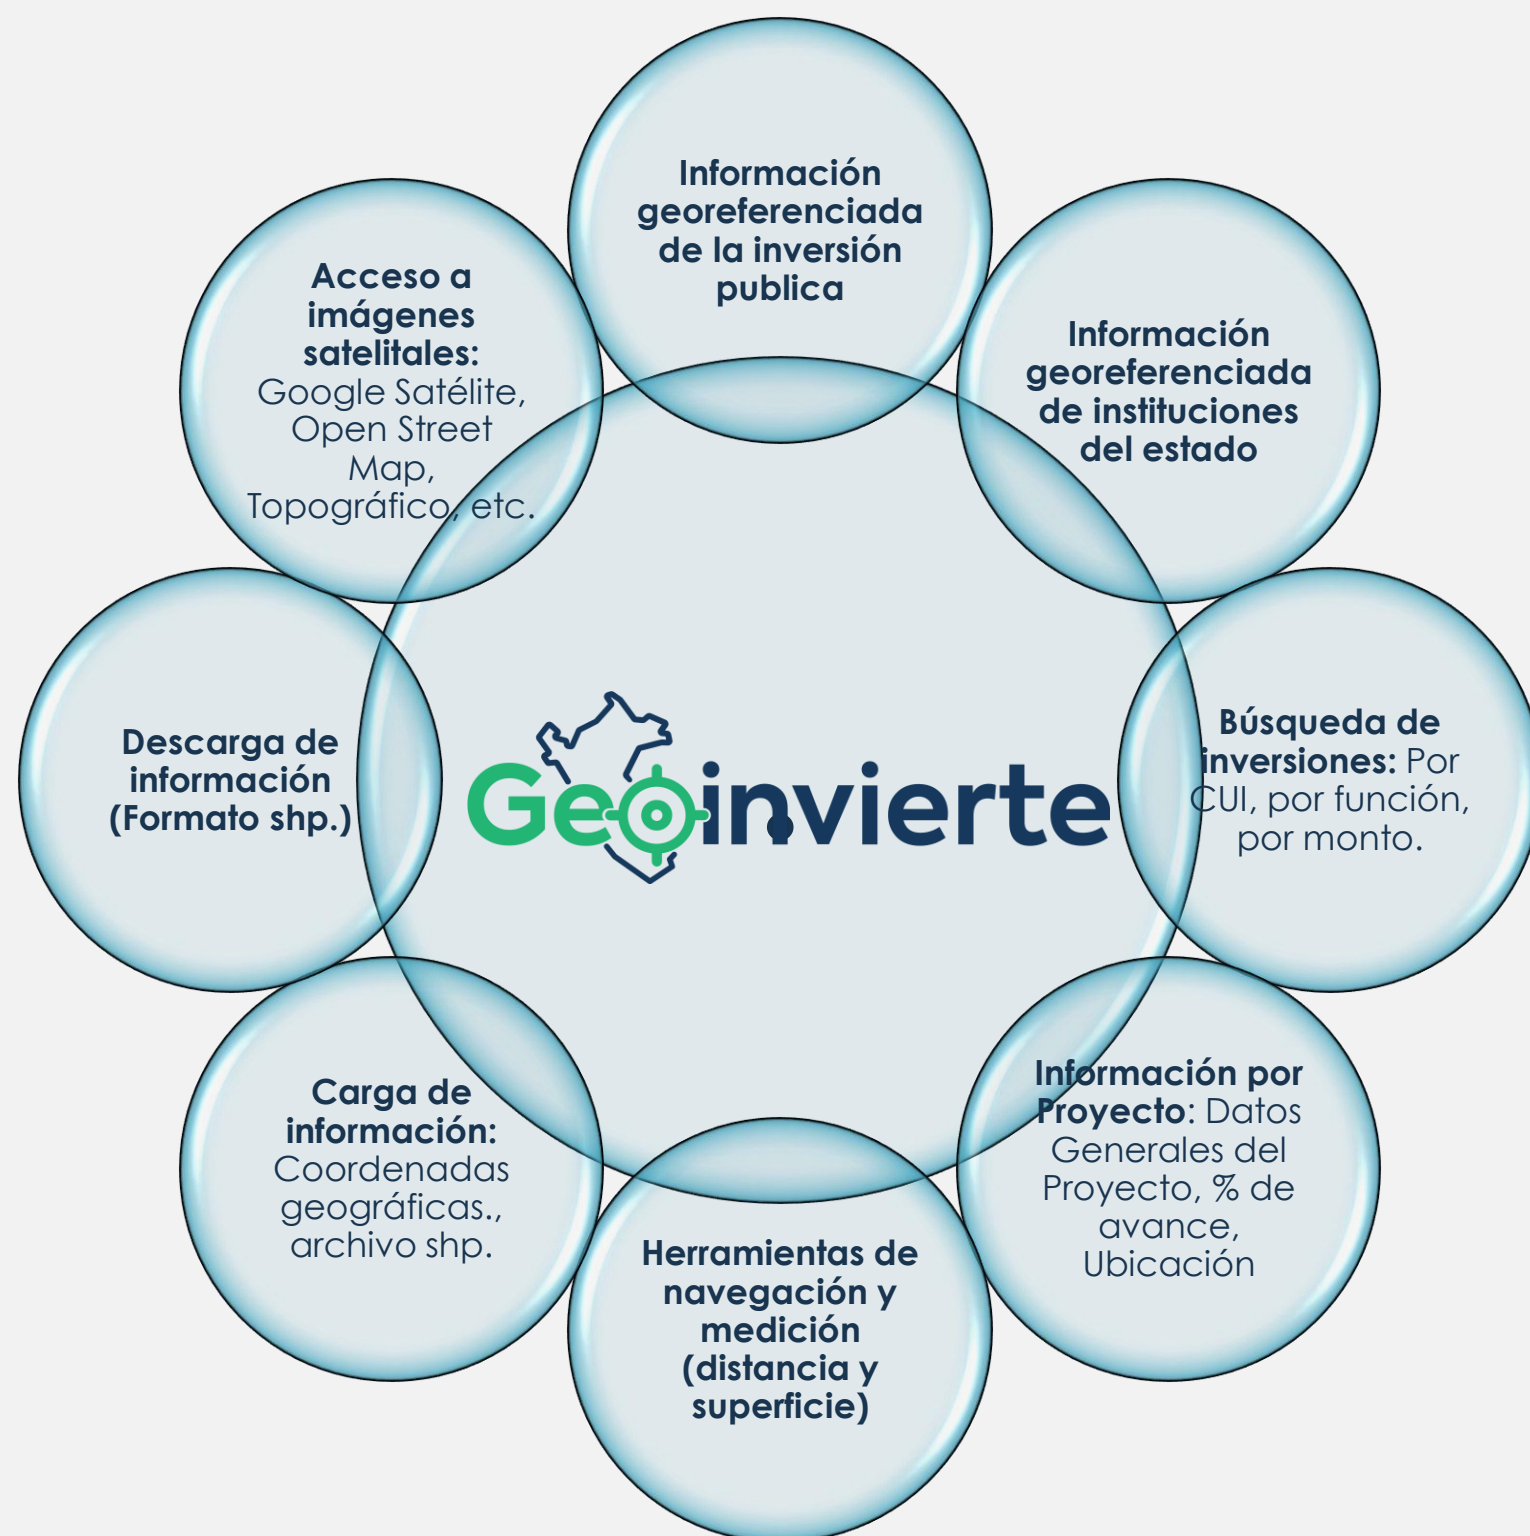 Información
georeferenciada
de la inversión
publica
Información
georeferenciada
de instituciones
del estado
Búsqueda de
inversiones: Por
CUI, por función,
por monto.
Información por
Proyecto: Datos
Generales del
Proyecto, % de
avance,
Ubicación
Herramientas de
navegación y
medición
(distancia y
superficie)
Carga de
información:
Coordenadas
geográficas.,
archivo shp.
Descarga de
información
(Formato shp.)
Acceso a
imágenes
satelitales:
Google Satélite,
Open Street
Map,
Topográfico, etc.
Geoinvierte